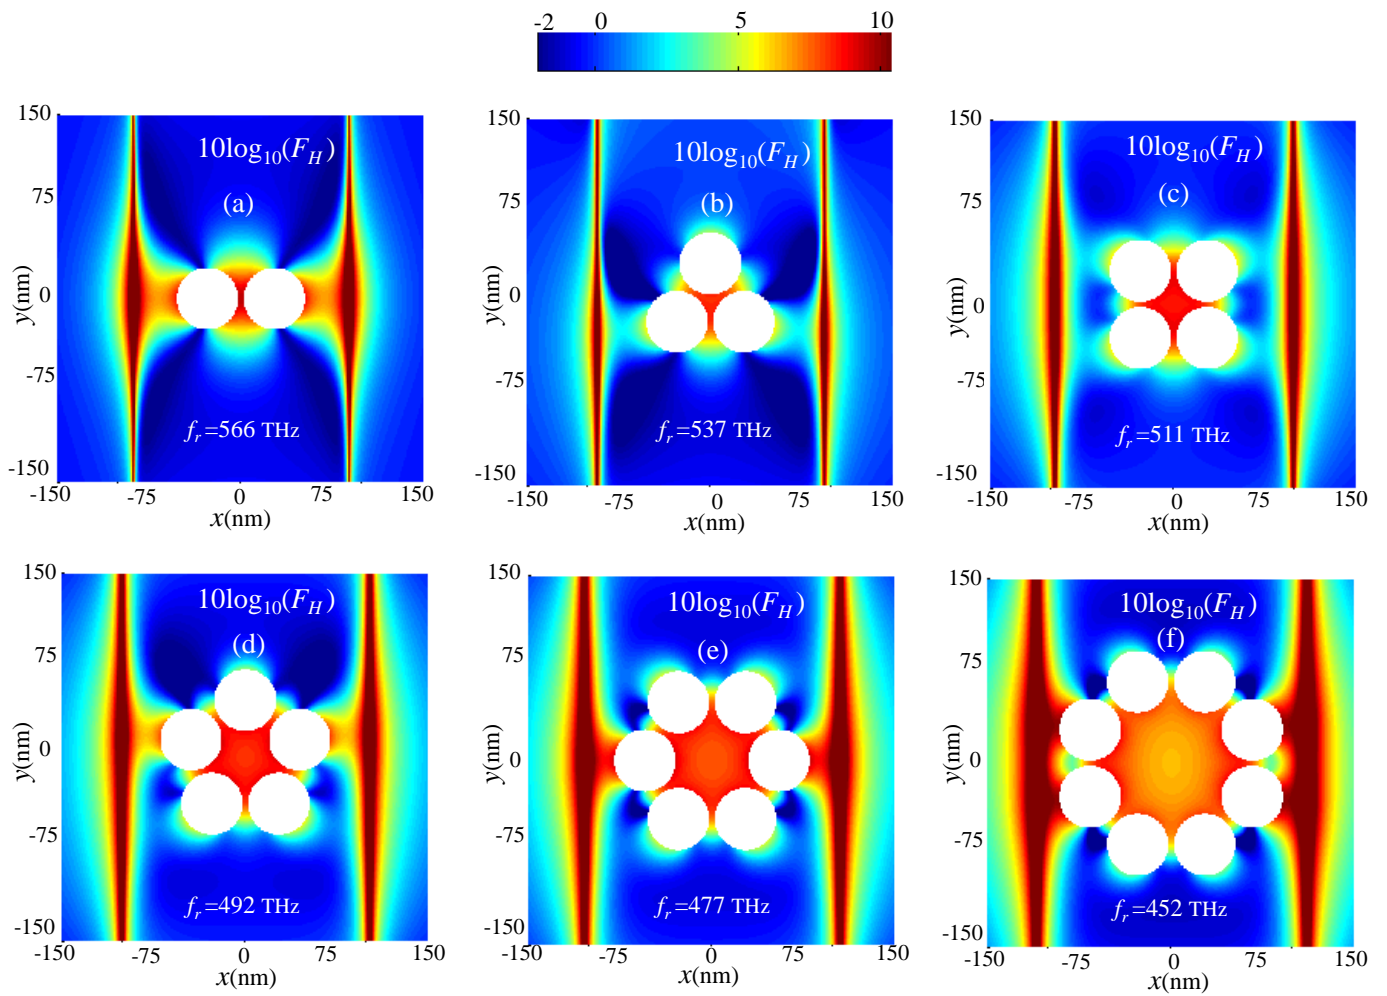 -2 0 5 10
10log10(FH)
(a)
fr=566 THz
150
75
0
-75
-150
y(nm)
-150 -75 0 75 150
x(nm)
10log10(FH)
(b)
fr=537 THz
150
75
0
-75
-150
y(nm)
-150 -75 0 75 150
x(nm)
10log10(FH)
(c)
fr=511 THz
150
75
0
-75
-150
y(nm)
-150 -75 0 75 150
x(nm)
10log10(FH)
(d)
fr=492 THz
150
75
0
-75
-150
y(nm)
-150 -75 0 75 150
x(nm)
10log10(FH)
(e)
fr=477 THz
150
75
0
-75
-150
y(nm)
-150 -75 0 75 150
x(nm)
10log10(FH)
(f)
fr=452 THz
150
75
0
-75
-150
y(nm)
-150 -75 0 75 150
x(nm)